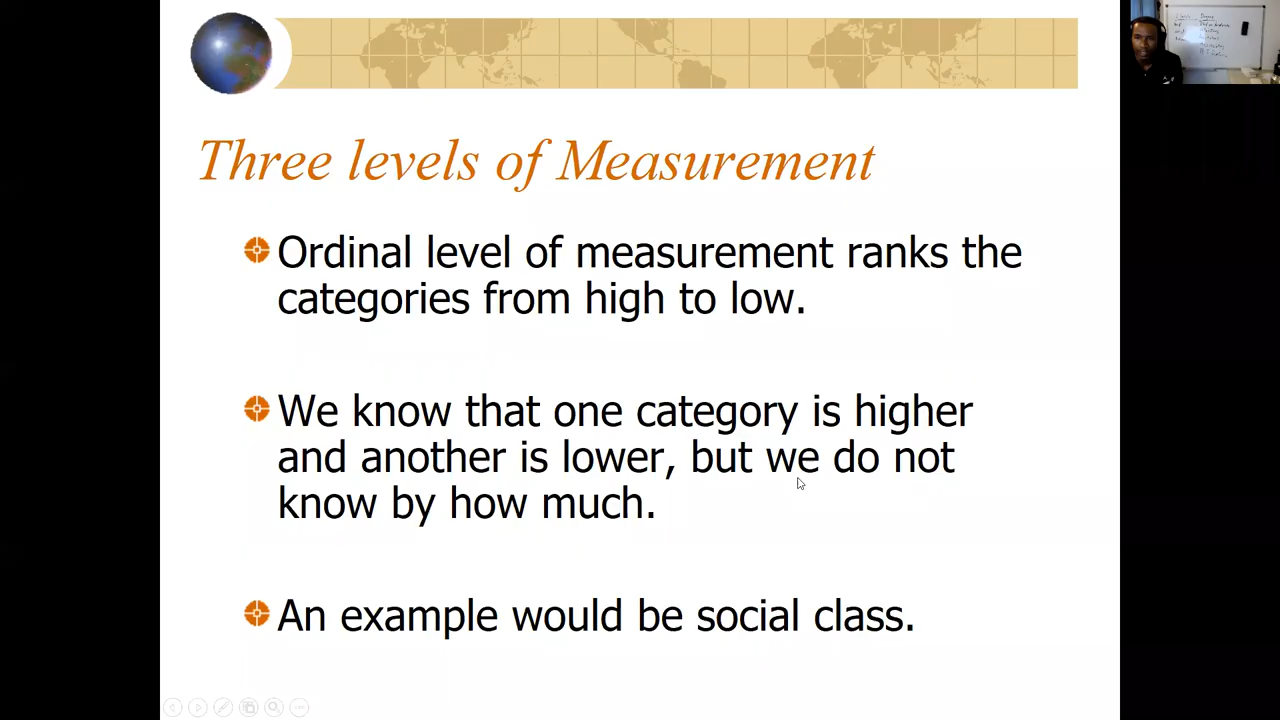 Three levels of Measurement
Ordinal level of measurement ranks the
categories from high to low.
We know that one category is higher
and another is lower, but we do not
know by how much.
An example would be social class.